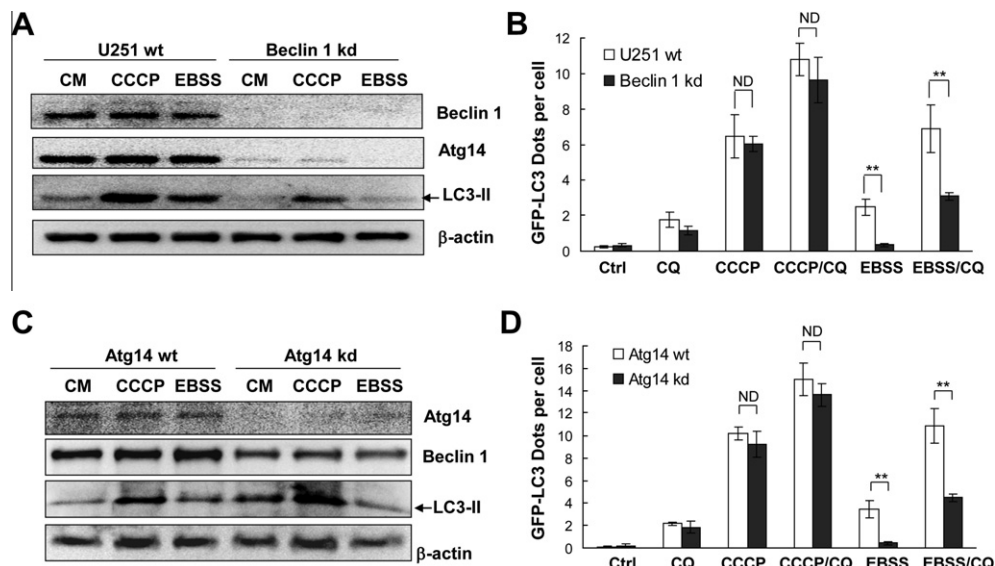 A
U251 wt Beclin 1 kd
CM CCCP EBSS CM CCCP EBSS
Beclin 1
Atg14
LC3-II
β-actin
B
GFP-LC3 Dots per cell
12
10
8
6
4
2
0
U251 wt
Beclin 1 kd
ND
ND
**
**
Ctrl CQ CCCP CCCP/CQ EBSS EBSS/CQ
C
Atg14 wt Atg14 kd
CM CCCP EBSS CM CCCP EBSS
Atg14
Beclin 1
LC3-II
β-actin
D
GFP-LC3 Dots per cell
18
16
14
12
10
8
6
4
2
0
Atg14 wt
Atg14 kd
ND
ND
**
**
Ctrl CQ CCCP CCCP/CQ EBSS EBSS/CQ